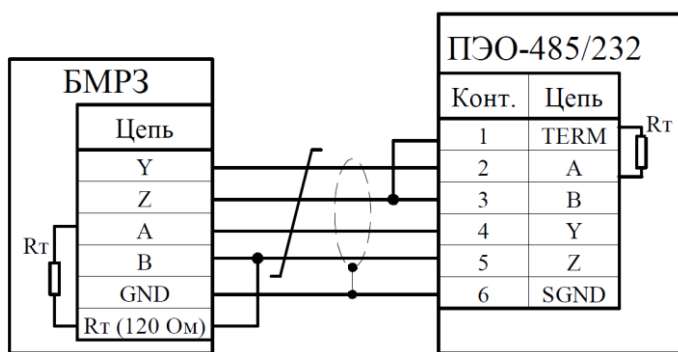 ПЭО-485/232
БМРЗ
Конт. Цепь
Цепь
1 TERM
Rт
Y
2 A
Z
3 B
A
4 Y
Rт
B
5 Z
GND
6 SGND
Rт (120 Ом)